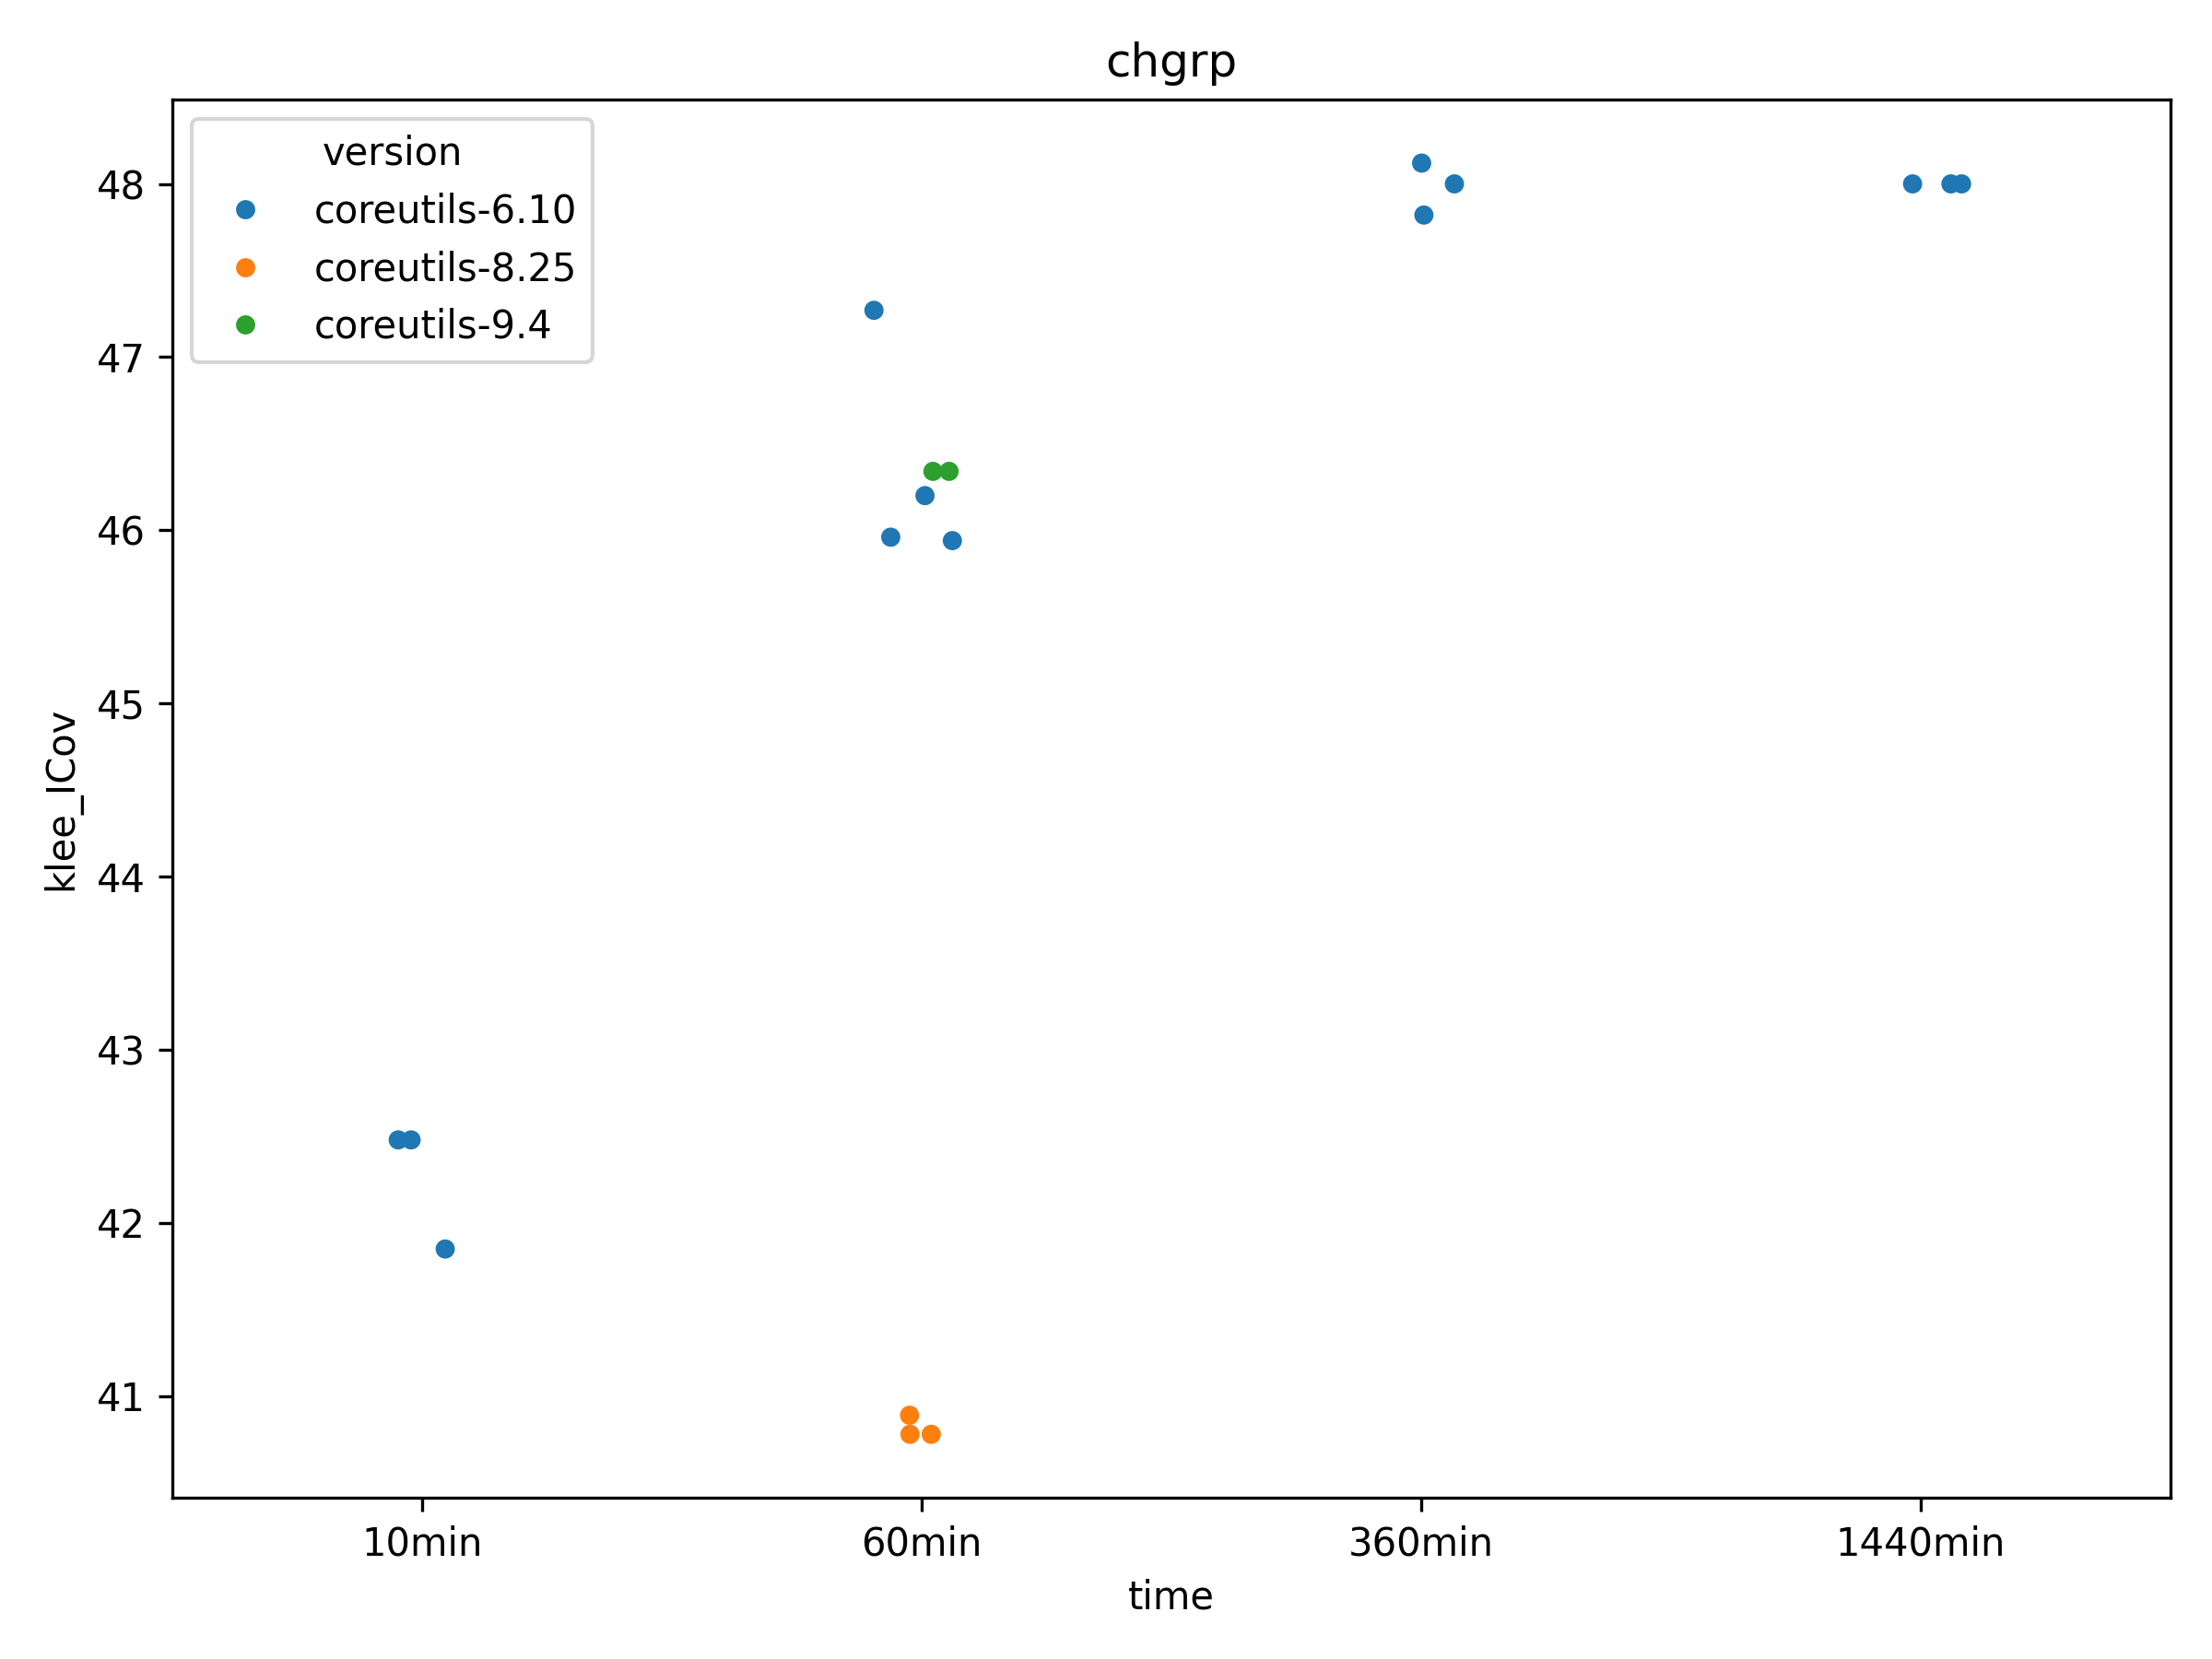 chgrp
version
coreutils-6.10
coreutils-8.25
coreutils-9.4
48
47
46
45
44
43
42
41
klee_ICov
10min
60min
360min
1440min
time